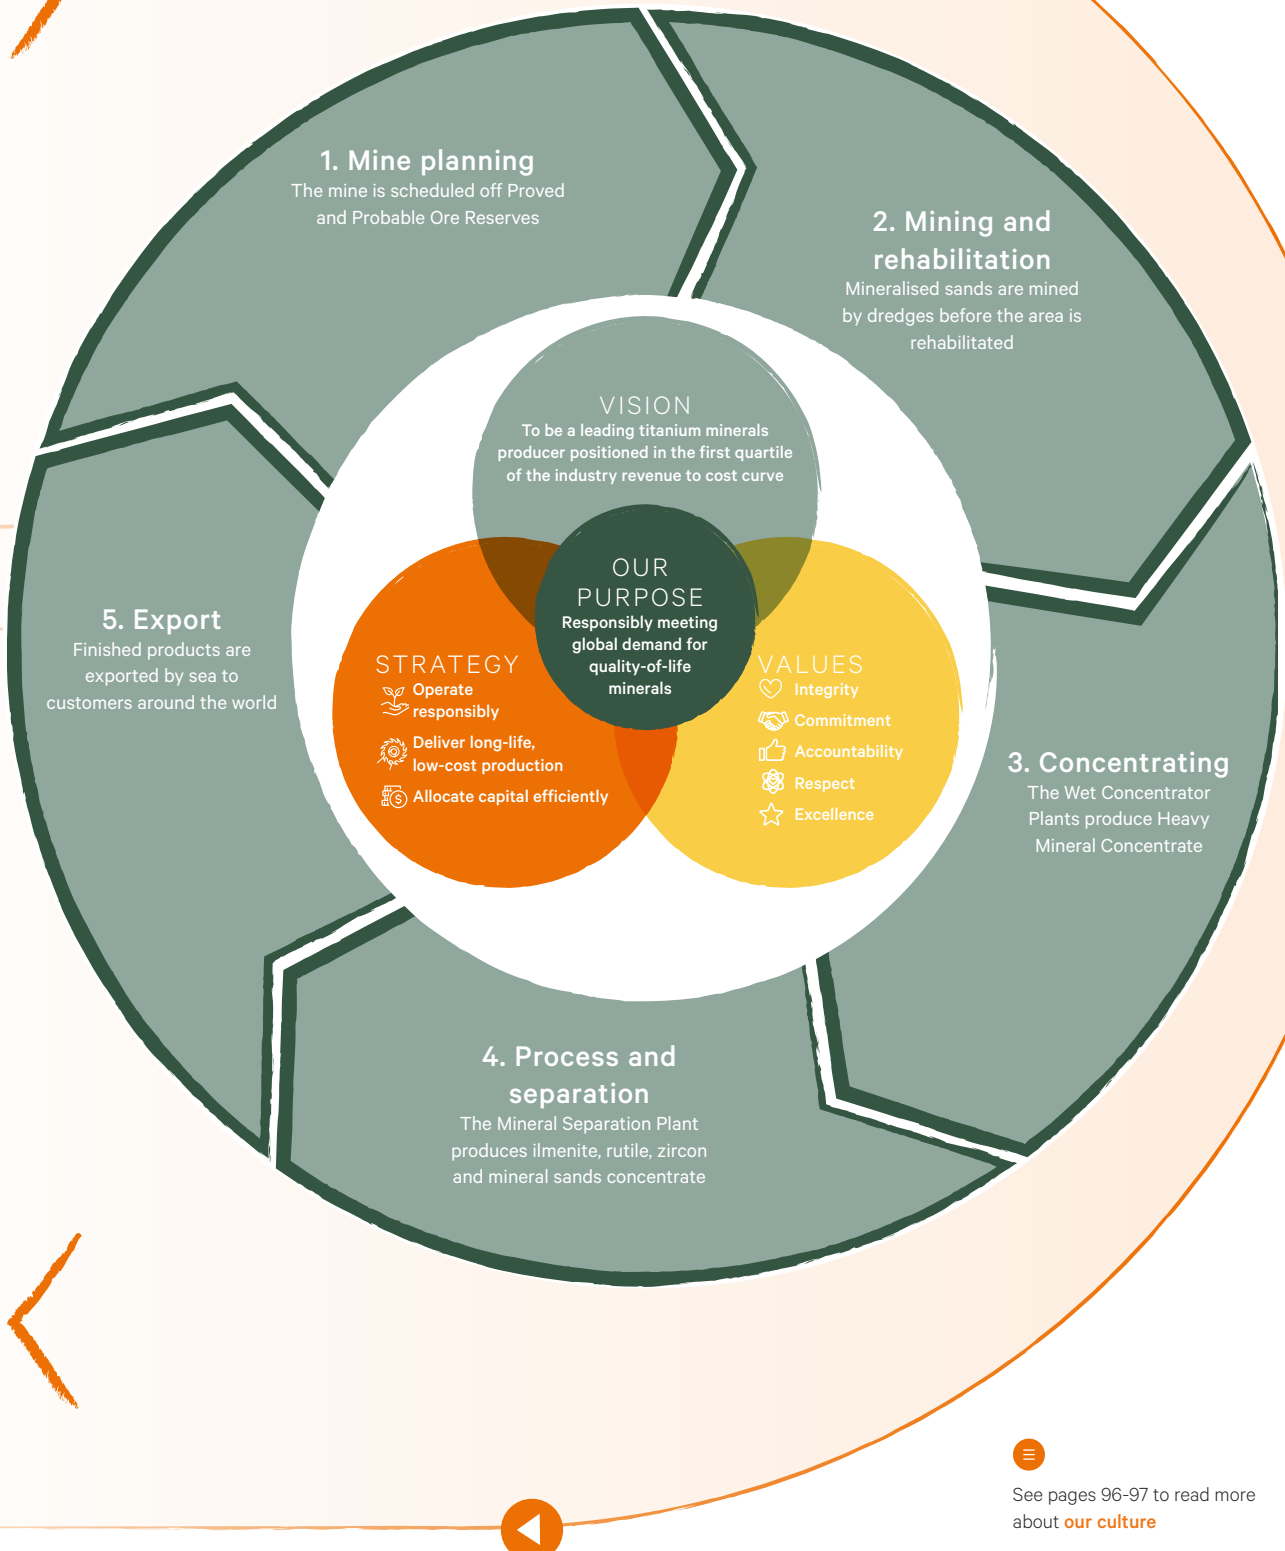 1. Mine planning
The mine is scheduled off Proved
and Probable Ore Reserves
2. Mining and
rehabilitation
Mineralised sands are mined
by dredges before the area is
rehabilitated
3. Concentrating
The Wet Concentrator
Plants produce Heavy
Mineral Concentrate
4. Process and
separation
The Mineral Separation Plant
produces ilmenite, rutile, zircon
and mineral sands concentrate
5. Export
Finished products are
exported by sea to
customers around the world
VISION
To be a leading titanium minerals
producer positioned in the first quartile
of the industry revenue to cost curve
OUR
PURPOSE
Responsibly meeting
global demand for
quality-of-life
minerals
STRATEGY
Operate
responsibly
Deliver long-life,
low-cost production
Allocate capital efficiently
VALUES
Integrity
Commitment
Accountability
Respect
Excellence
See pages 96-97 to read more
about our culture